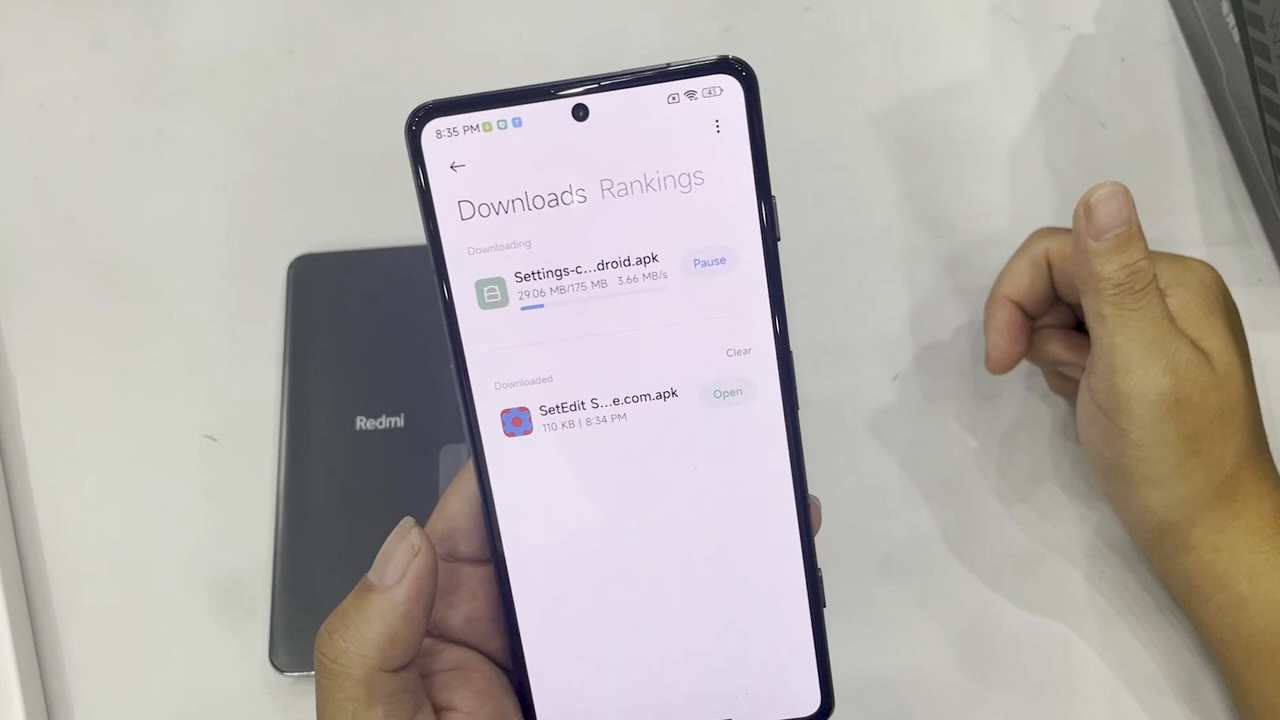 8:35 PM
43
Downloads Rankings
Downloading
Settings-c...droid.apk
29.06 MB/175 MB 3.66 MB/s
Pause
Clear
Downloaded
SetEdit S...e.com.apk
110 KB | 8:34 PM
Open
Redmi